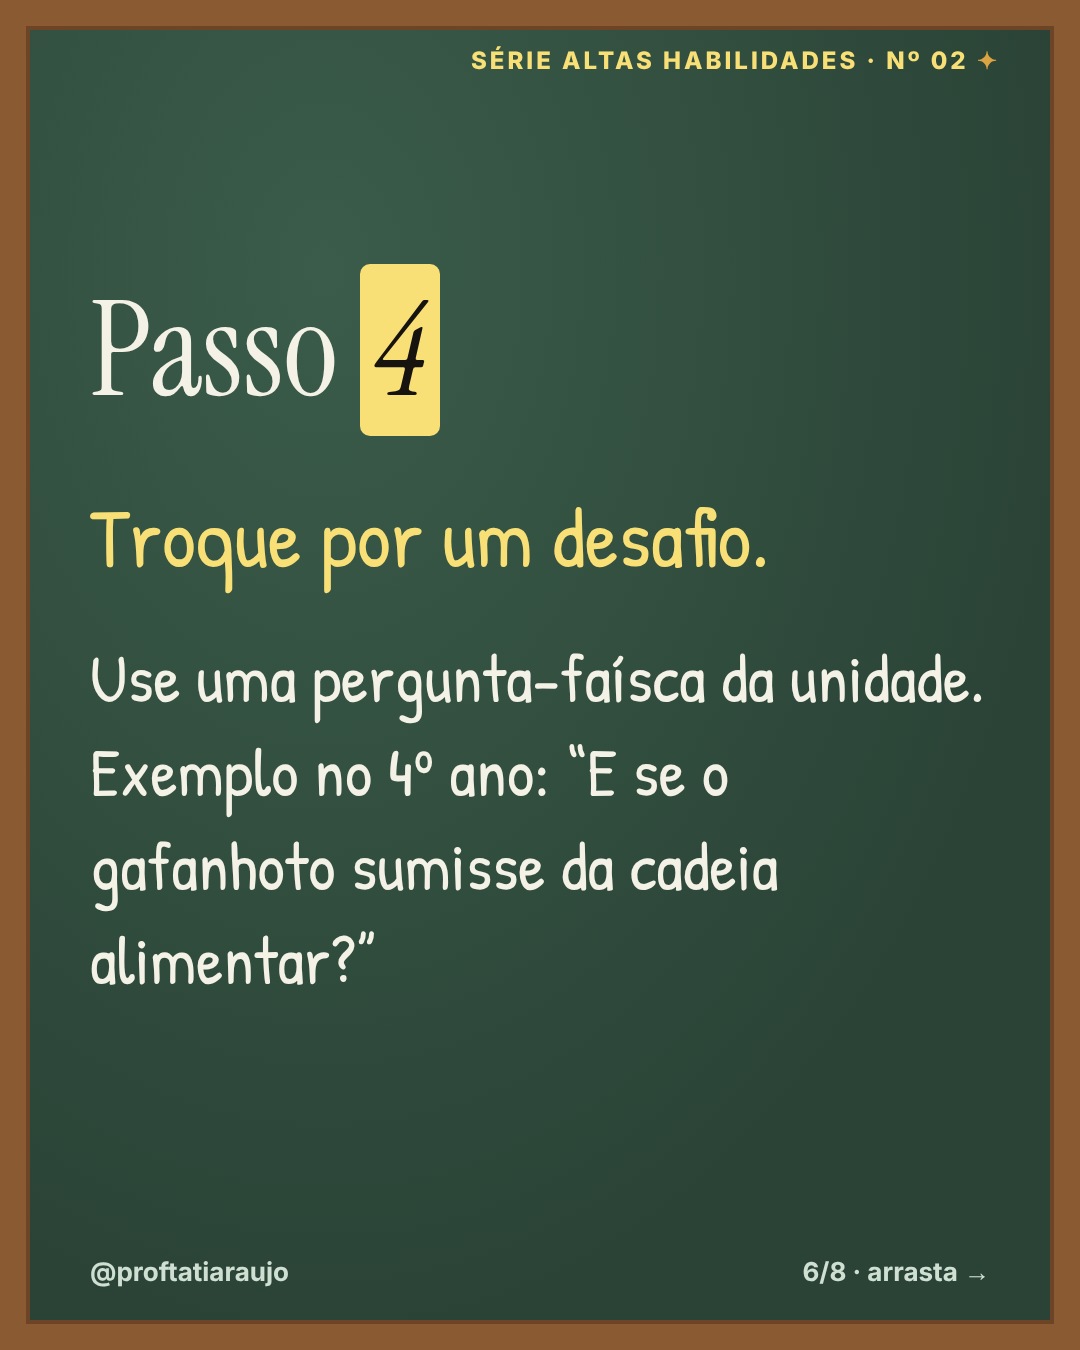 SÉRIE ALTAS HABILIDADES · Nº 02 ✦
Passo 4
Troque por um desafio.
Use uma pergunta-faísca da unidade.
Exemplo no 4º ano: “E se o
gafanhoto sumisse da cadeia
alimentar?”
@proftatiaraujo
6/8 · arrasta →